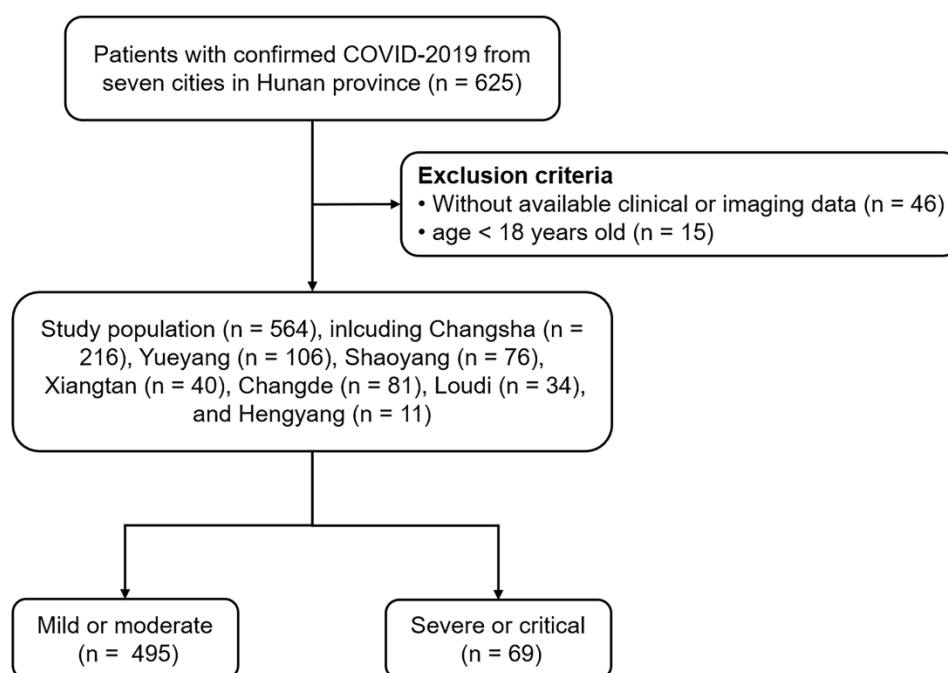 Patients with confirmed COVID-2019 from
seven cities in Hunan province (n = 625)
Exclusion criteria
• Without available clinical or imaging data (n = 46)
• age < 18 years old (n = 15)
Study population (n = 564), inlcuding Changsha (n =
216), Yueyang (n = 106), Shaoyang (n = 76),
Xiangtan (n = 40), Changde (n = 81), Loudi (n = 34),
and Hengyang (n = 11)
Mild or moderate
(n =  495)
Severe or critical
(n = 69)